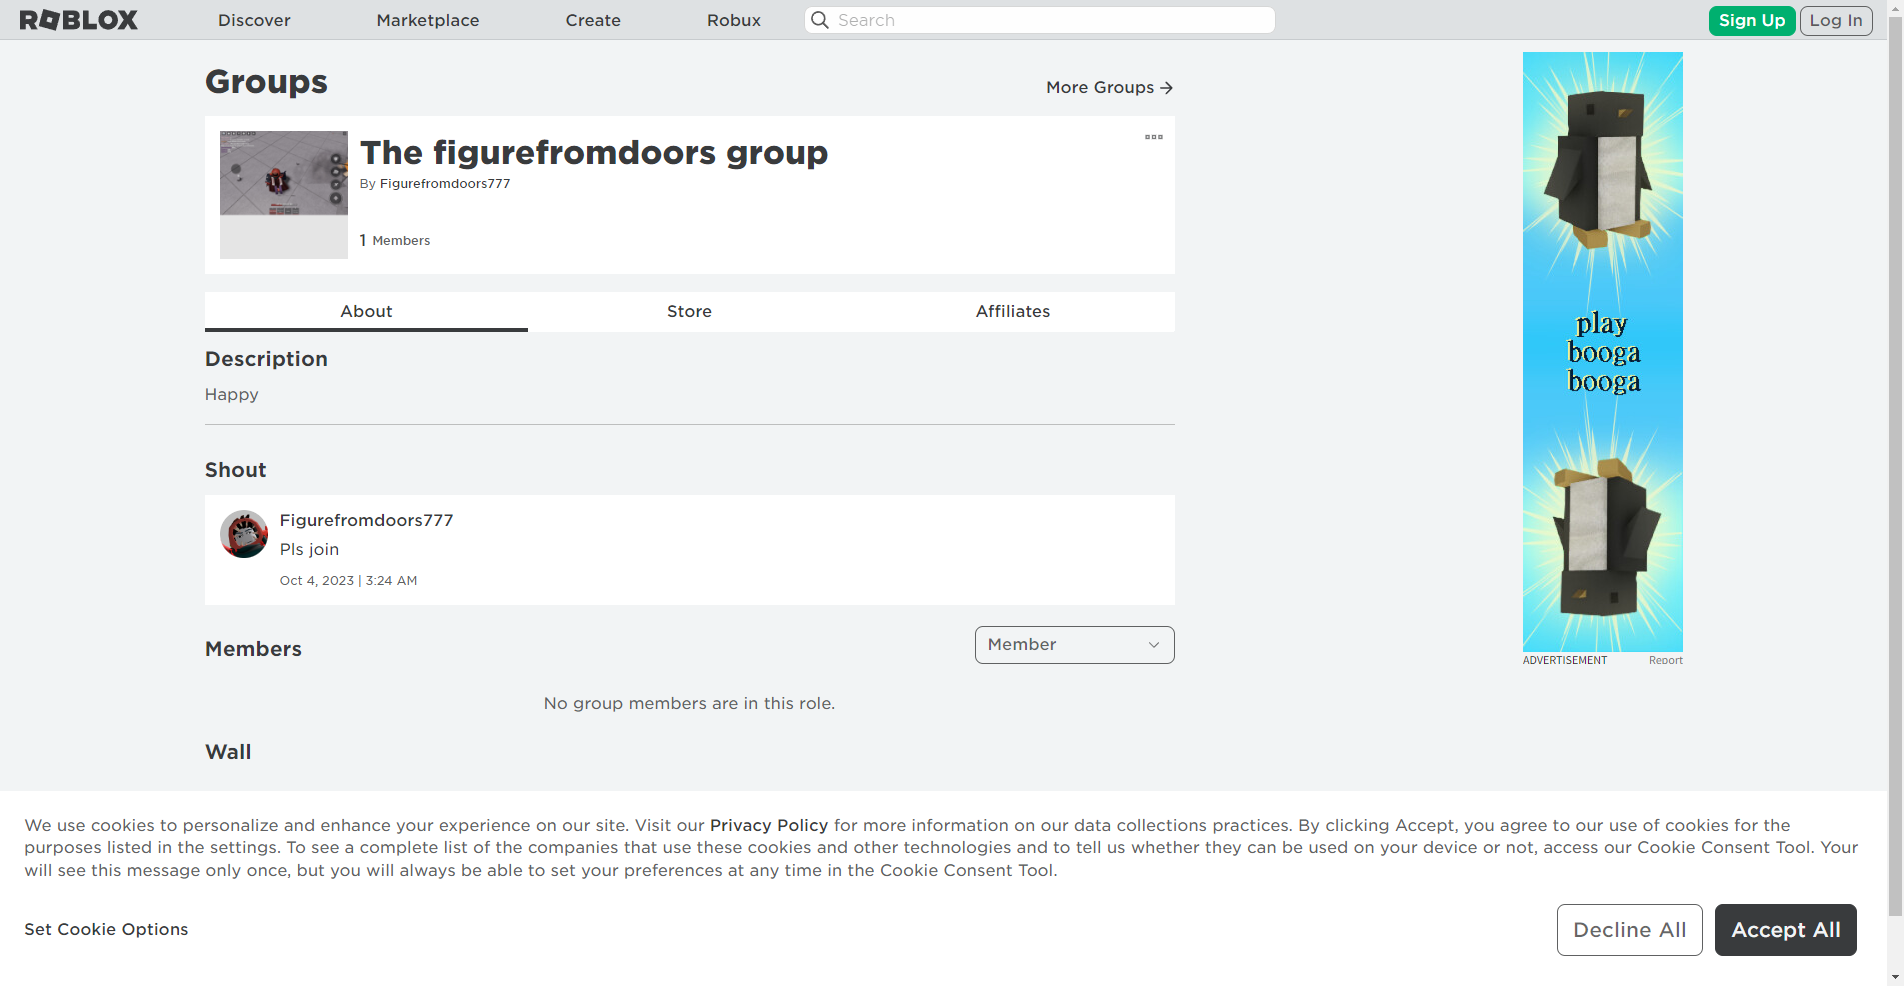 ROBLOX
Discover
Marketplace
Create
Robux
Search
Sign Up
Log In
Groups
More Groups
The figurefromdoors group
By Figurefromdoors777
1 Members
About
Store
Affiliates
Description
Happy
Shout
Figurefromdoors777
Pls join
Oct 4, 2023 | 3:24 AM
Members
Member
No group members are in this role.
Wall
play
booga
booga
ADVERTISEMENT
Report
We use cookies to personalize and enhance your experience on our site. Visit our Privacy Policy for more information on our data collections practices. By clicking Accept, you agree to our use of cookies for the
purposes listed in the settings. To see a complete list of the companies that use these cookies and other technologies and to tell us whether they can be used on your device or not, access our Cookie Consent Tool. Your
will see this message only once, but you will always be able to set your preferences at any time in the Cookie Consent Tool.
Set Cookie Options
Decline All
Accept All